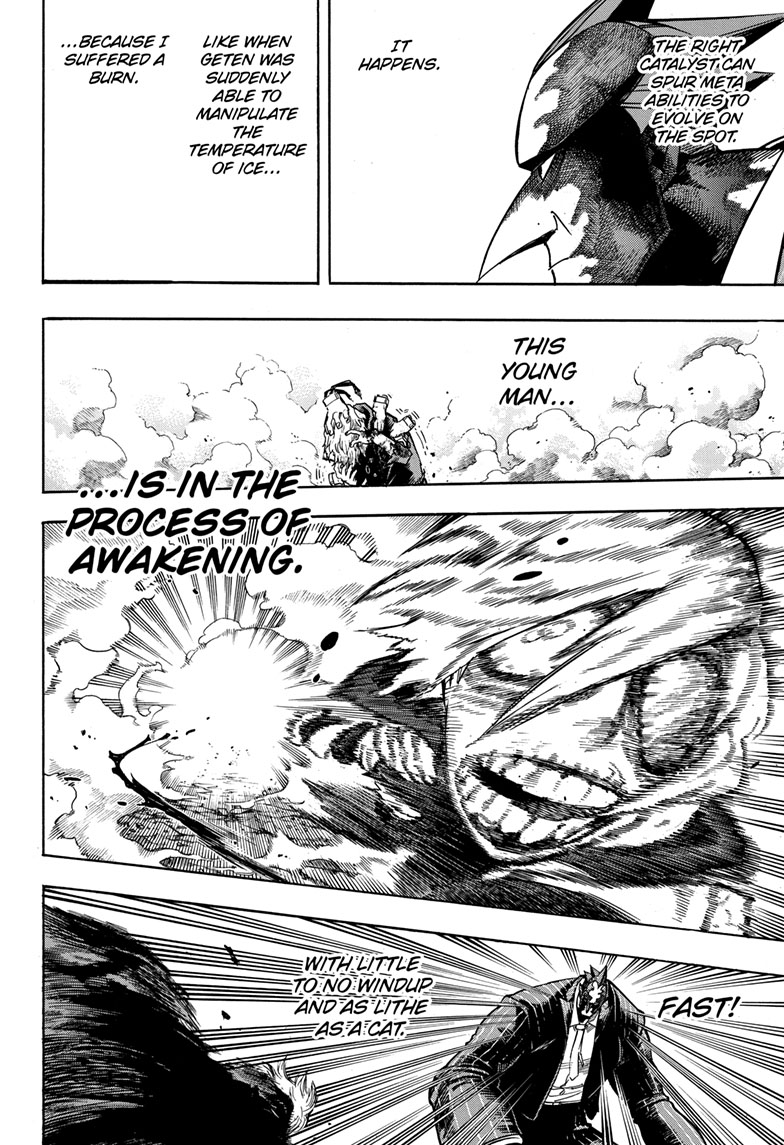 THE RIGHT
CATALYST CAN
SPUR META
ABILITIES TO
EVOLVE ON
THE SPOT.
IT
HAPPENS.
LIKE WHEN
GETEN WAS
SUDDENLY
ABLE TO
MANIPULATE
THE
TEMPERATURE
OF ICE...
...BECAUSE I
SUFFERED A
BURN.
THIS
YOUNG
MAN...
...IS IN THE
PROCESS OF
AWAKENING.
FAST!
WITH LITTLE
TO NO WINDUP
AND AS LITHE
AS A CAT.